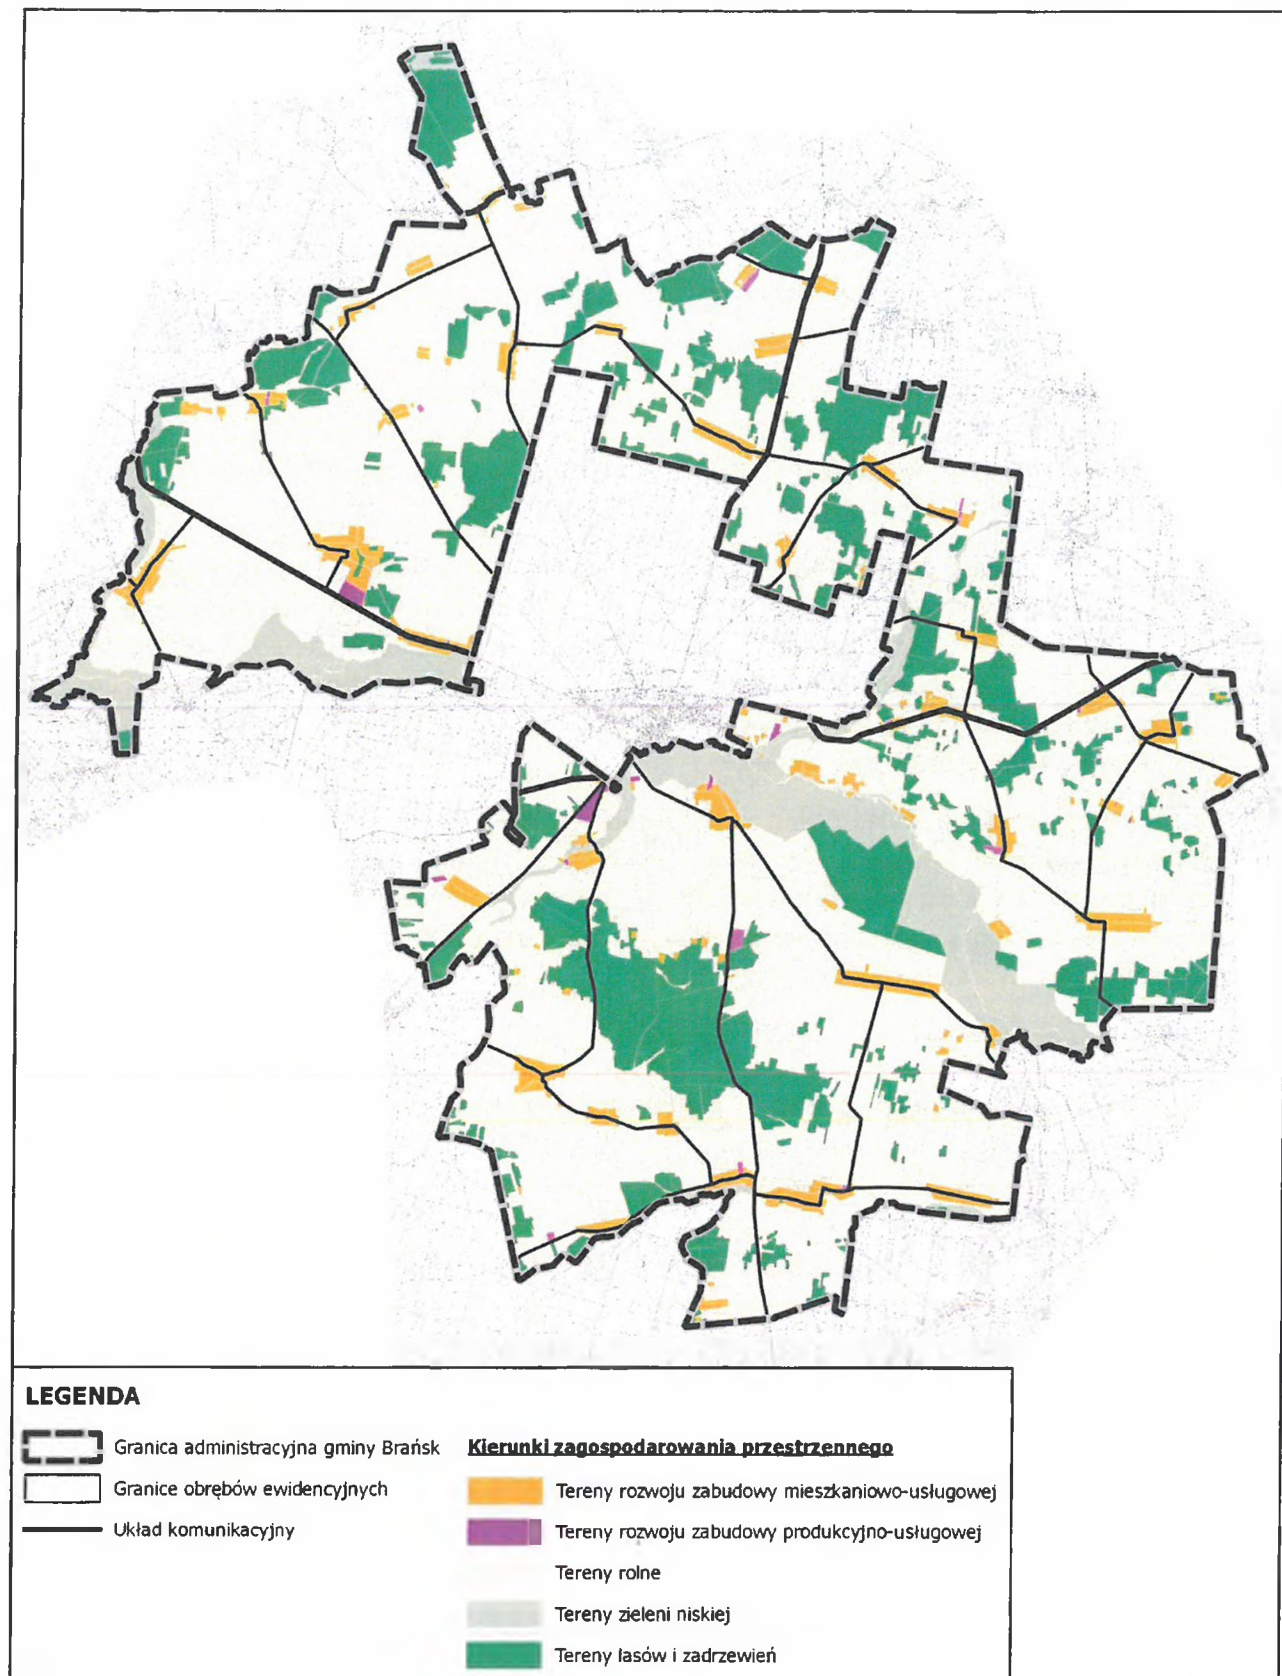 LEGENDA
Granica administracyjna gminy Brańsk
Granice obrębów ewidencyjnych
Układ komunikacyjny
Kierunki zagospodarowania przestrzennego
Tereny rozwoju zabudowy mieszkaniowo-usługowej
Tereny rozwoju zabudowy produkcyjno-usługowej
Tereny rolne
Tereny zieleni niskiej
Tereny lasów i zadrzewień